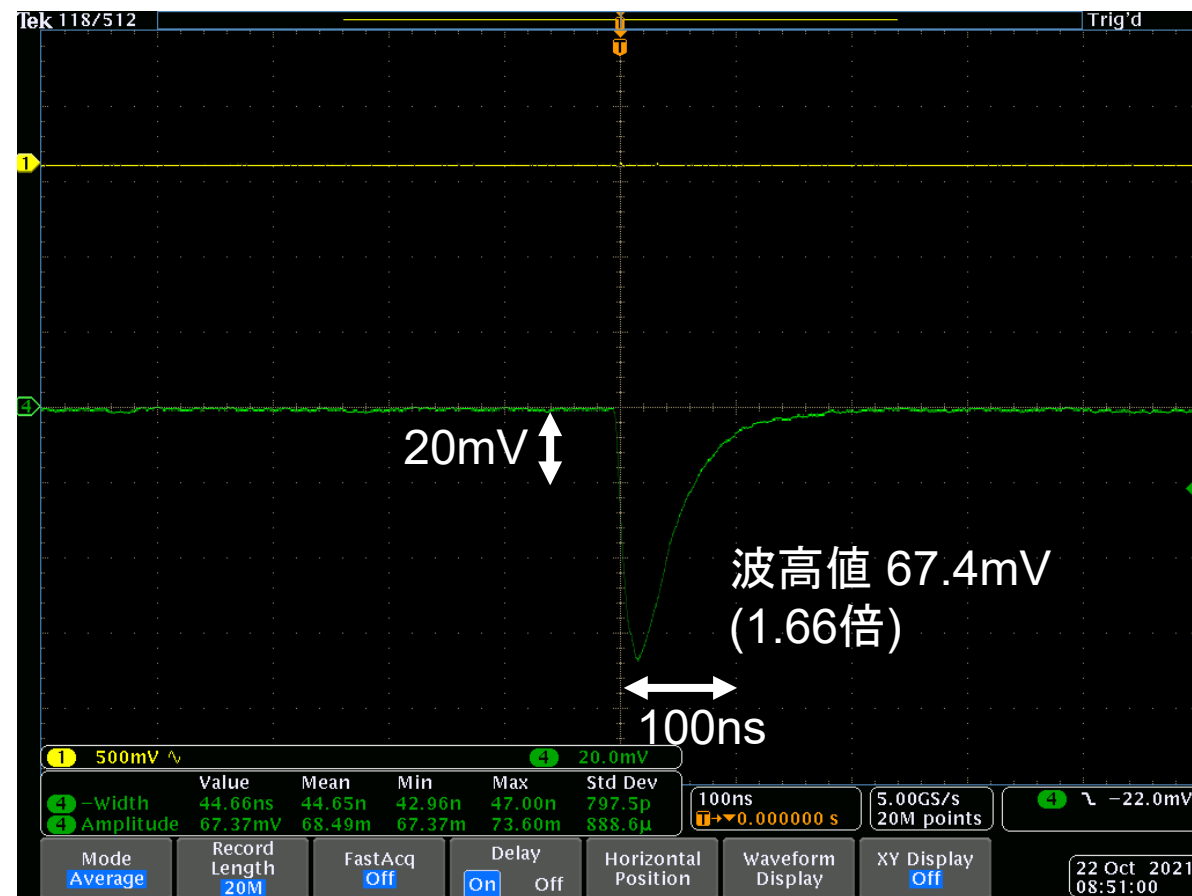 Tek 118/512 Trig'd
T
T
1
4
20mV
波高値 67.4mV
(1.66倍)
100ns
1 500mV ∿ 4 20.0mV
Value Mean Min Max Std Dev
4 −Width 44.66ns 44.65n 42.96n 47.00n 797.5p
4 Amplitude 67.37mV 68.49m 67.37m 73.60m 888.6µ
100ns
T→▼0.000000 s
5.00GS/s
20M points
4 ㇃ −22.0mV
Mode
Average
Record
Length
20M
FastAcq
Off
Delay
On Off
Horizontal
Position
Waveform
Display
XY Display
Off
22 Oct 2021
08:51:00